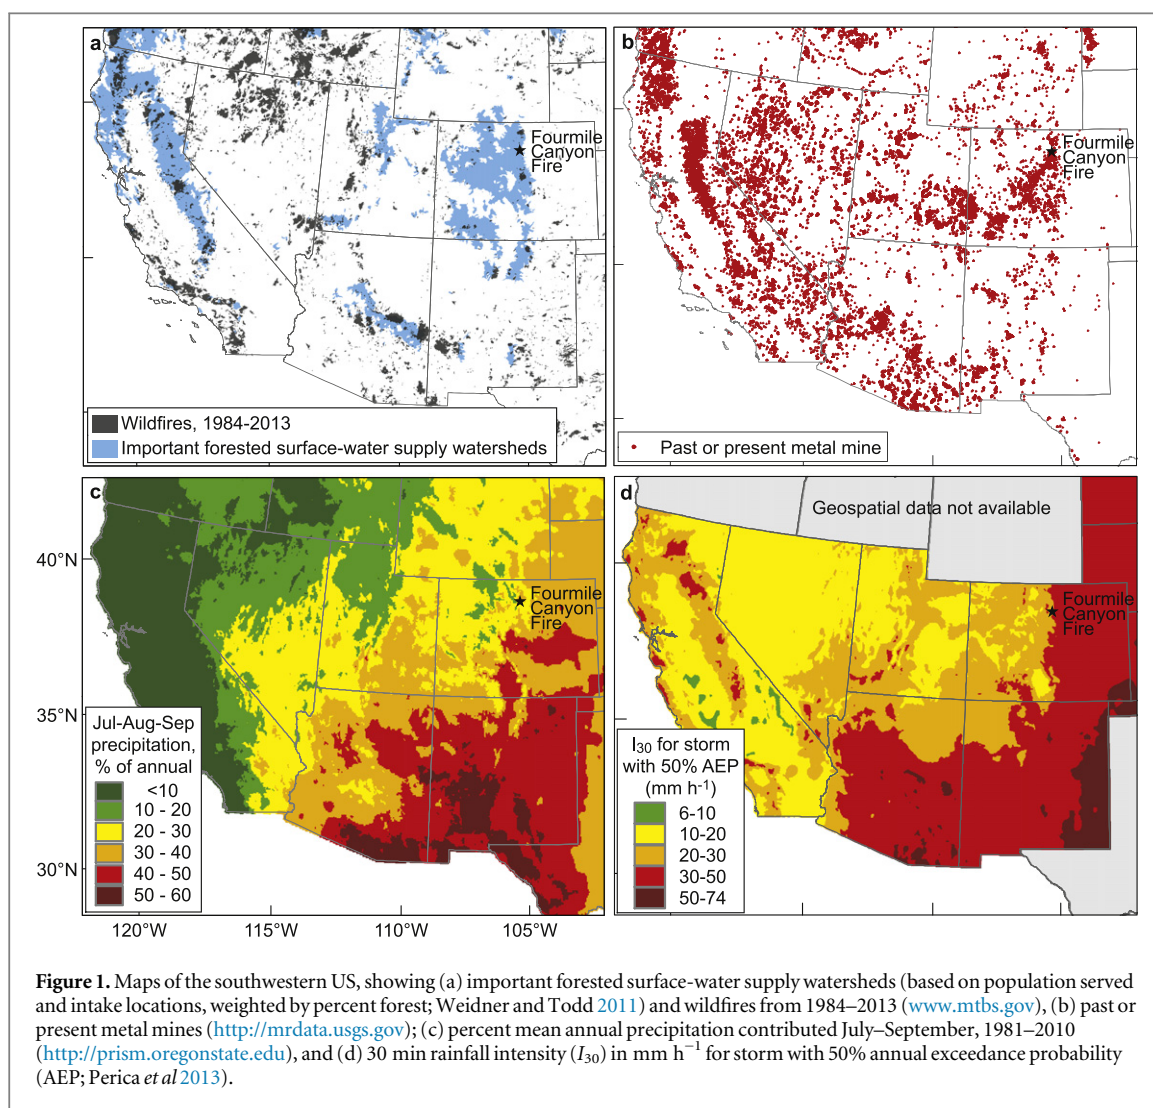 a
Fourmile
Canyon
Fire
Wildfires, 1984-2013
Important forested surface-water supply watersheds
b
Fourmile
Canyon
Fire
Past or present metal mine
c
Fourmile
Canyon
Fire
Jul-Aug-Sep
precipitation,
% of annual
<10
10 - 20
20 - 30
30 - 40
40 - 50
50 - 60
40°N
35°N
30°N
120°W
115°W
110°W
105°W
d
Geospatial data not available
Fourmile
Canyon
Fire
I30 for storm
with 50% AEP
(mm h-1)
6-10
10-20
20-30
30-50
50-74
Figure 1. Maps of the southwestern US, showing (a) important forested surface-water supply watersheds (based on population served
and intake locations, weighted by percent forest; Weidner and Todd 2011) and wildfires from 1984–2013 (www.mtbs.gov), (b) past or
present metal mines (http://mrdata.usgs.gov); (c) percent mean annual precipitation contributed July–September, 1981–2010
(http://prism.oregonstate.edu), and (d) 30 min rainfall intensity (I30) in mm h−1 for storm with 50% annual exceedance probability
(AEP; Perica et al 2013).